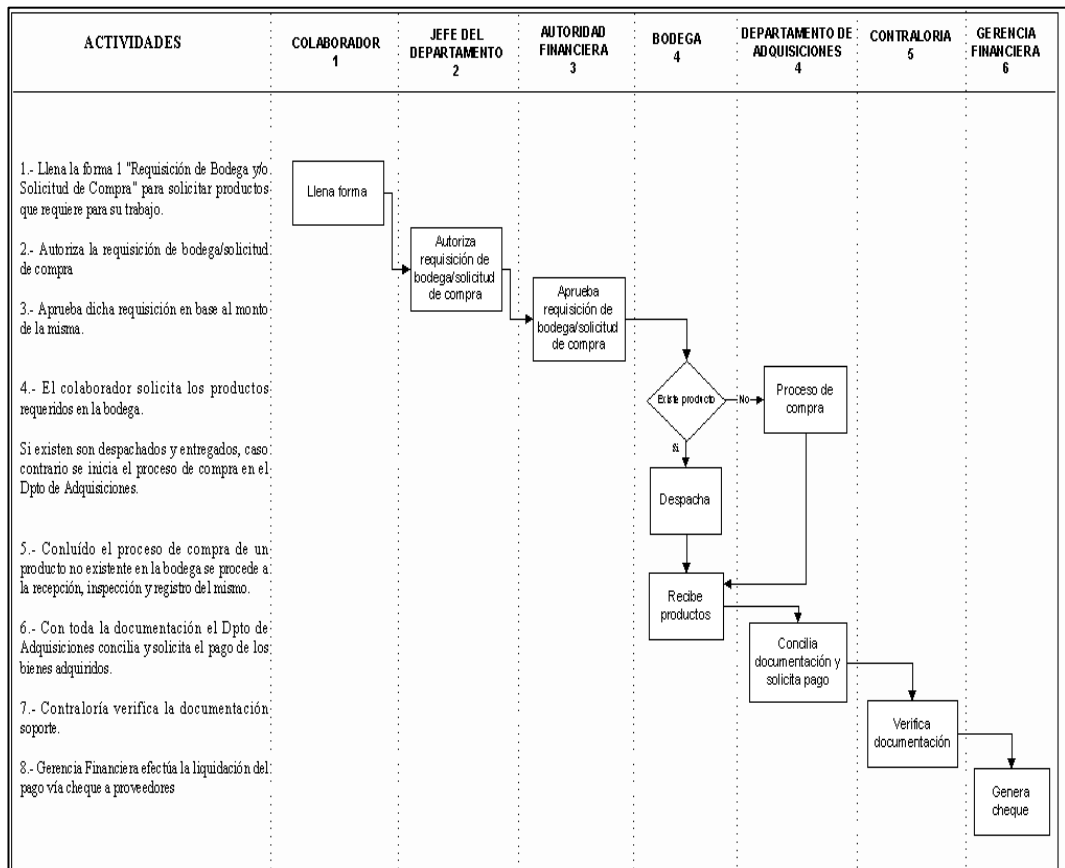 ACTIVIDADES
COLABORADOR
1
JEFE DEL
DEPARTAMENTO
2
AUTORIDAD
FINANCIERA
3
BODEGA
4
DEPARTAMENTO DE
ADQUISICIONES
4
CONTRALORIA
5
GERENCIA
FINANCIERA
6
1.- Llena la forma 1 "Requisición de Bodega y/o
Solicitud de Compra" para solicitar productos
que requiere para su trabajo.
2.- Autoriza la requisición de bodega/solicitud
de compra
3.- Aprueba dicha requisición en base al monto
de la misma.
4.- El colaborador solicita los productos
requeridos en la bodega.
Si existen son despachados y entregados, caso
contrario se inicia el proceso de compra en el
Dpto de Adquisiciones.
5.- Conluído el proceso de compra de un
producto no existente en la bodega se procede a
la recepción, inspección y registro del mismo.
6.- Con toda la documentación el Dpto de
Adquisiciones concilia y solicita el pago de los
bienes adquiridos.
7.- Contraloría verifica la documentación
soporte.
8.- Gerencia Financiera efectúa la liquidación del
pago vía cheque a proveedores
Llena forma
Autoriza
requisición de
bodega/solicitud
de compra
Aprueba
requisición de
bodega/solicitud
de compra
Existe producto
No
Proceso de
compra
Si
Despacha
Recibe
productos
Concilia
documentación y
solicita pago
Verifica
documentación
Genera
cheque